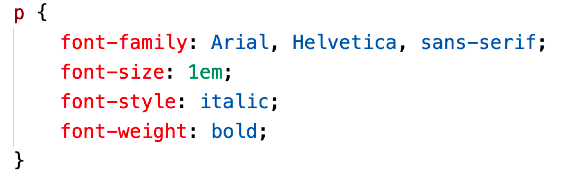 p {
    font-family: Arial, Helvetica, sans-serif;
    font-size: 1em;
    font-style: italic;
    font-weight: bold;
}